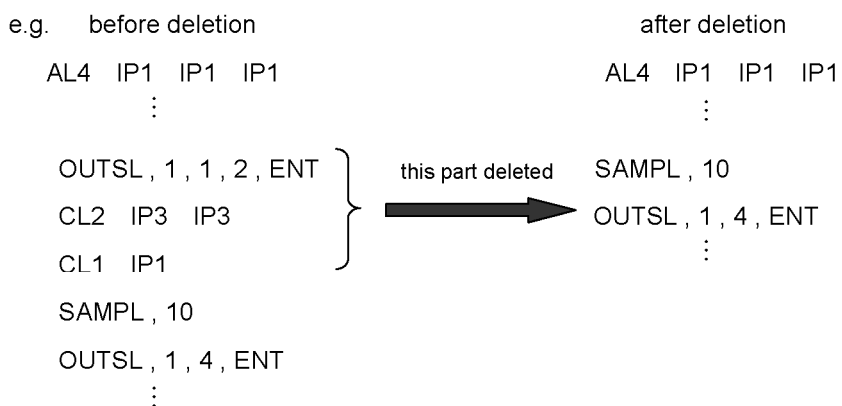 e.g. before deletion
AL4 IP1 IP1 IP1
⋮
OUTSL , 1 , 1 , 2 , ENT
CL2 IP3 IP3
CL1 IP1
SAMPL , 10
OUTSL , 1 , 4 , ENT
⋮
this part deleted
after deletion
AL4 IP1 IP1 IP1
⋮
SAMPL , 10
OUTSL , 1 , 4 , ENT
⋮